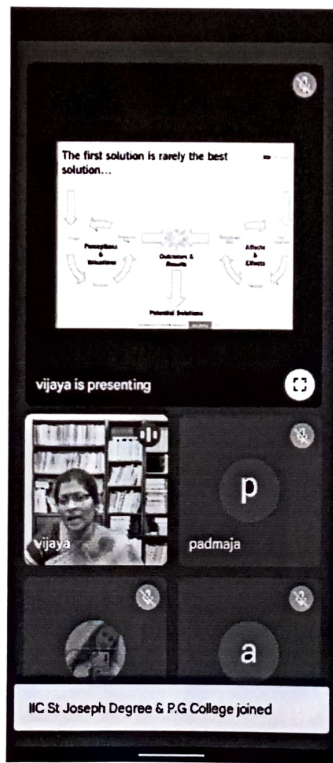 The first solution is rarely the best
solution...
Perceptions
&
Situations
Outcomes &
Results
Affects
&
Effects
Potential Solutions
vijaya is presenting
vijaya
p
padmaja
a
IIC St Joseph Degree & P.G College joined